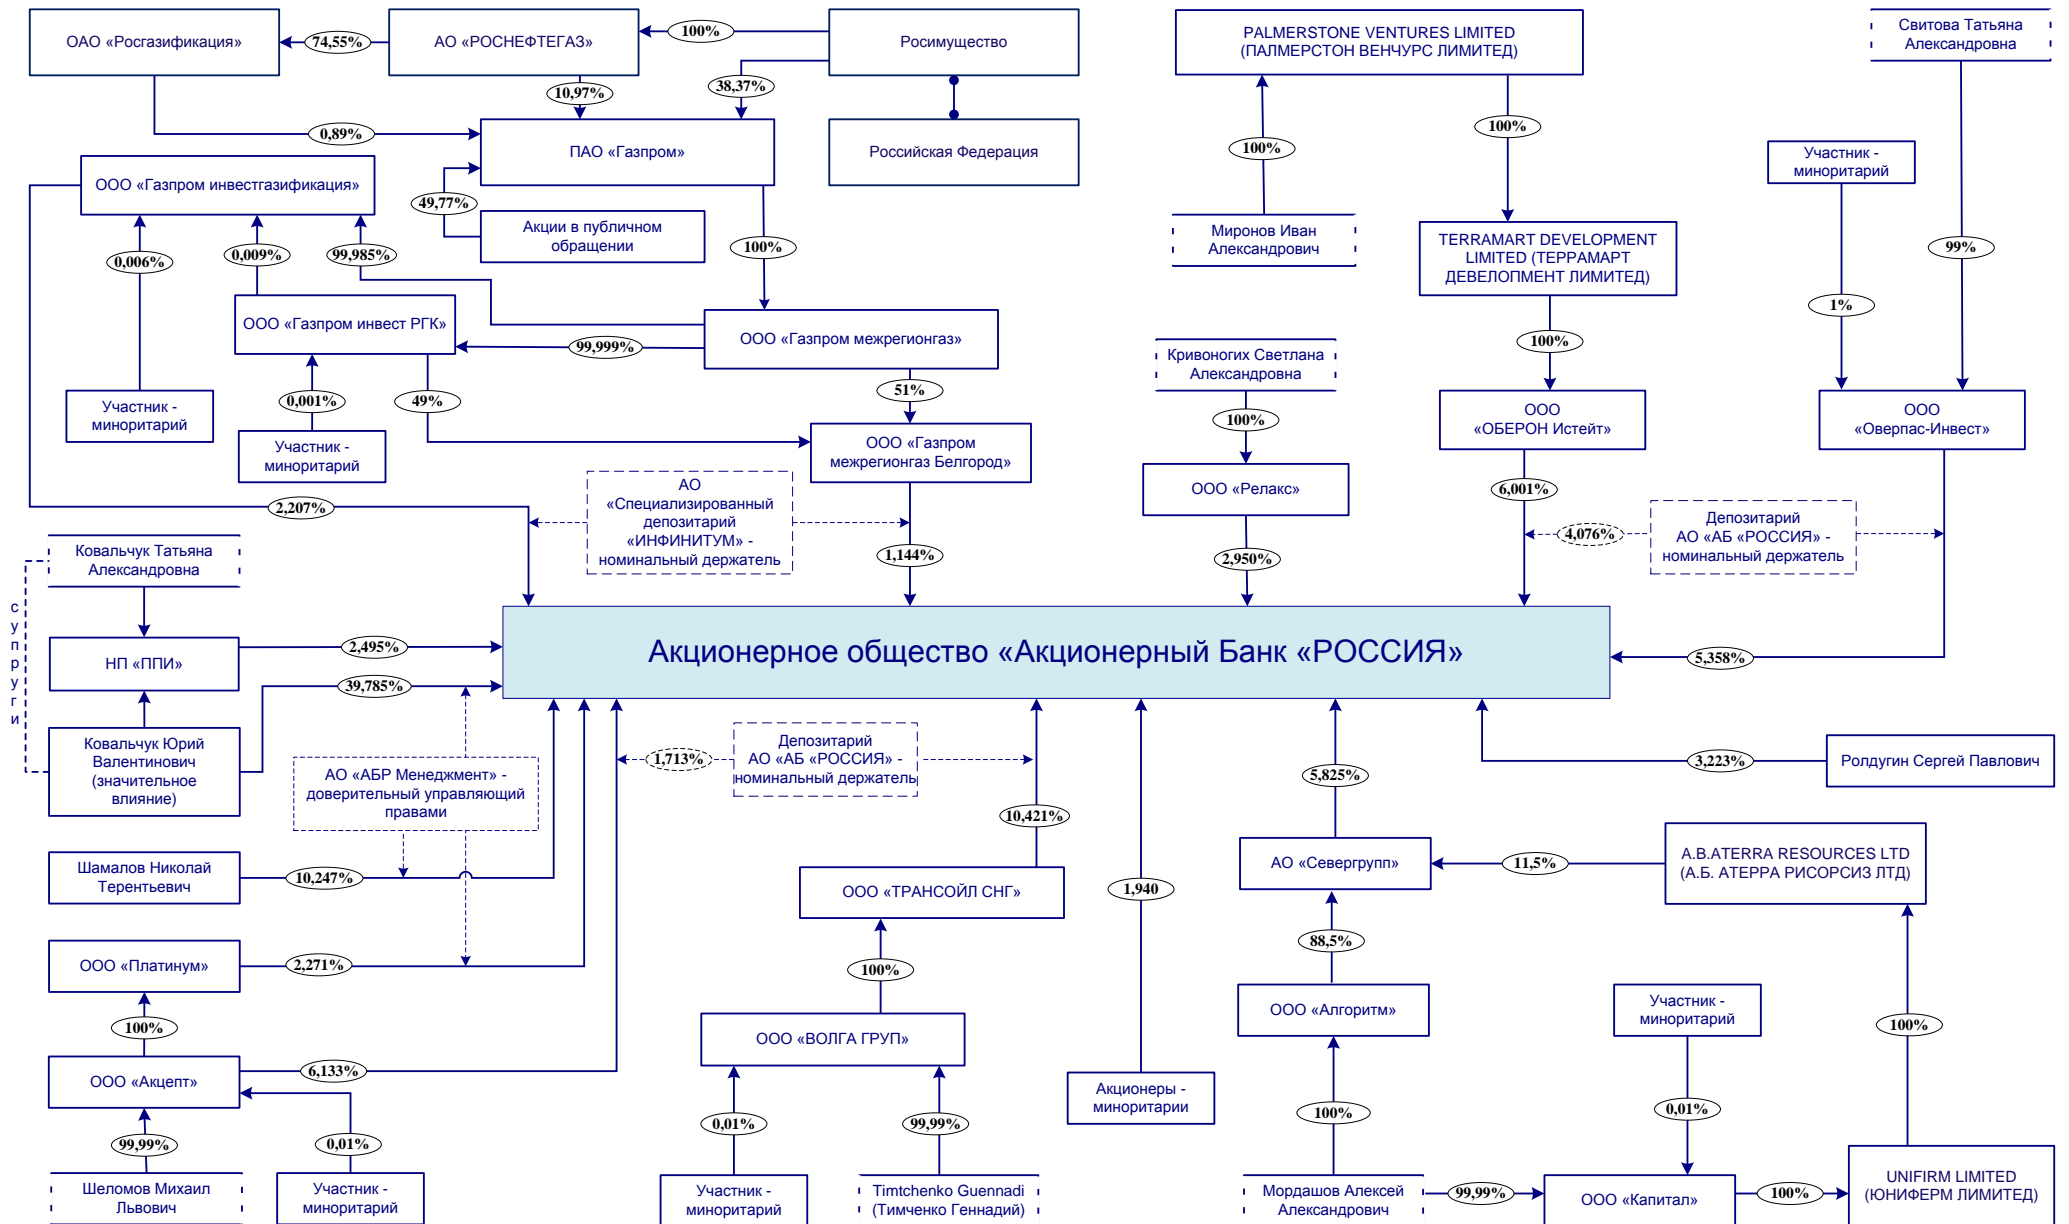 ОАО «Росгазификация»
74,55%
АО «РОСНЕФТЕГАЗ»
100%
Росимущество
PALMERSTONE VENTURES LIMITED
(ПАЛМЕРСТОН ВЕНЧУРС ЛИМИТЕД)
Свитова Татьяна
Александровна
10,97%
38,37%
0,89%
ПАО «Газпром»
Российская Федерация
100%
100%
Участник -
миноритарий
ООО «Газпром инвестгазификация»
49,77%
Акции в публичном
обращении
Миронов Иван
Александрович
TERRAMART DEVELOPMENT
LIMITED (ТЕРРАМАРТ
ДЕВЕЛОПМЕНТ ЛИМИТЕД)
0,006%
0,009%
99,985%
100%
99%
1%
ООО «Газпром инвест РГК»
99,999%
ООО «Газпром межрегионгаз»
100%
Кривоногих Светлана
Александровна
Участник -
миноритарий
0,001%
49%
51%
100%
ООО
«ОБЕРОН Истейт»
ООО
«Оверпас-Инвест»
Участник -
миноритарий
ООО «Газпром
межрегионгаз Белгород»
ООО «Релакс»
6,001%
2,207%
АО
«Специализированный
депозитарий
«ИНФИНИТУМ» -
номинальный держатель
1,144%
2,950%
4,076%
Депозитарий
АО «АБ «РОССИЯ» -
номинальный держатель
Ковальчук Татьяна
Александровна
супруги
НП «ППИ»
2,495%
Акционерное общество «Акционерный Банк «РОССИЯ»
5,358%
39,785%
Ковальчук Юрий
Валентинович
(значительное
влияние)
АО «АБР Менеджмент» -
доверительный управляющий
правами
1,713%
Депозитарий
АО «АБ «РОССИЯ» -
номинальный держатель
5,825%
3,223%
Ролдугин Сергей Павлович
10,421%
Шамалов Николай
Терентьевич
10,247%
ООО «ТРАНСОЙЛ СНГ»
1,940
АО «Севергрупп»
11,5%
A.B.ATERRA RESOURCES LTD
(А.Б. АТЕРРА РИСОРСИЗ ЛТД)
ООО «Платинум»
2,271%
100%
88,5%
100%
ООО «Алгоритм»
Участник -
миноритарий
100%
ООО «Акцепт»
6,133%
ООО «ВОЛГА ГРУП»
Акционеры -
миноритарии
99,99%
0,01%
0,01%
99,99%
100%
0,01%
Шеломов Михаил
Львович
Участник -
миноритарий
Участник -
миноритарий
Timtchenko Guennadi
(Тимченко Геннадий)
Мордашов Алексей
Александрович
99,99%
ООО «Капитал»
100%
UNIFIRM LIMITED
(ЮНИФЕРМ ЛИМИТЕД)